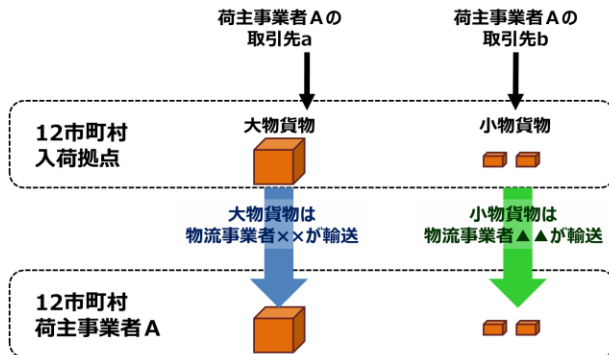 荷主事業者Aの
取引先a
荷主事業者Aの
取引先b
12市町村
入荷拠点
大物貨物
小物貨物
大物貨物は
物流事業者××が輸送
小物貨物は
物流事業者▲▲が輸送
12市町村
荷主事業者A